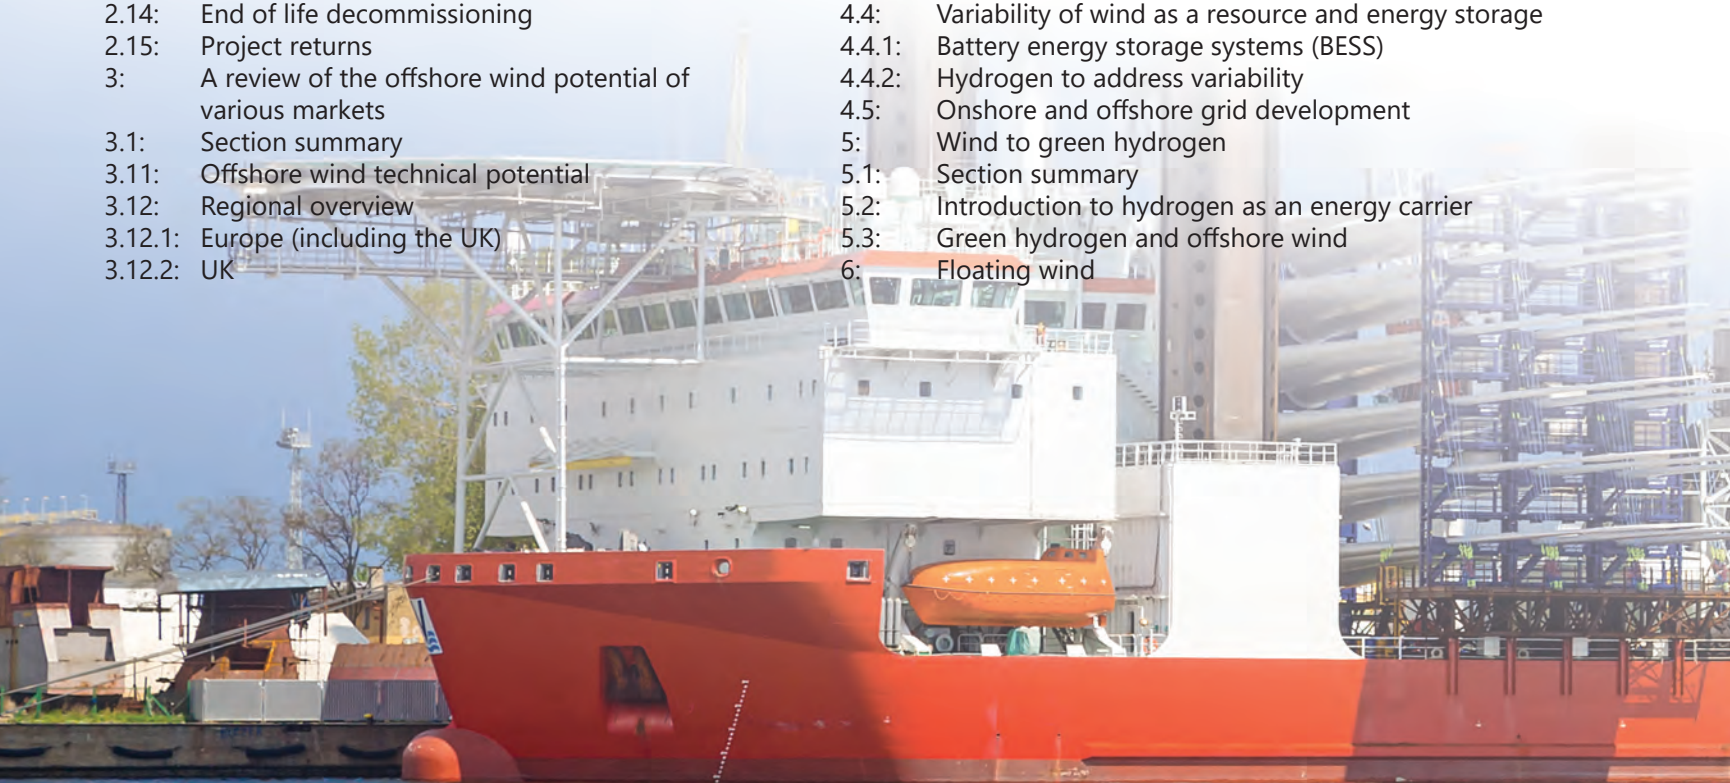 2.14: End of life decommissioning
2.15: Project returns
3: A review of the offshore wind potential of
various markets
3.1: Section summary
3.11: Offshore wind technical potential
3.12: Regional overview
3.12.1: Europe (including the UK)
3.12.2: UK
4.4: Variability of wind as a resource and energy storage
4.4.1: Battery energy storage systems (BESS)
4.4.2: Hydrogen to address variability
4.5: Onshore and offshore grid development
5: Wind to green hydrogen
5.1: Section summary
5.2: Introduction to hydrogen as an energy carrier
5.3: Green hydrogen and offshore wind
6: Floating wind